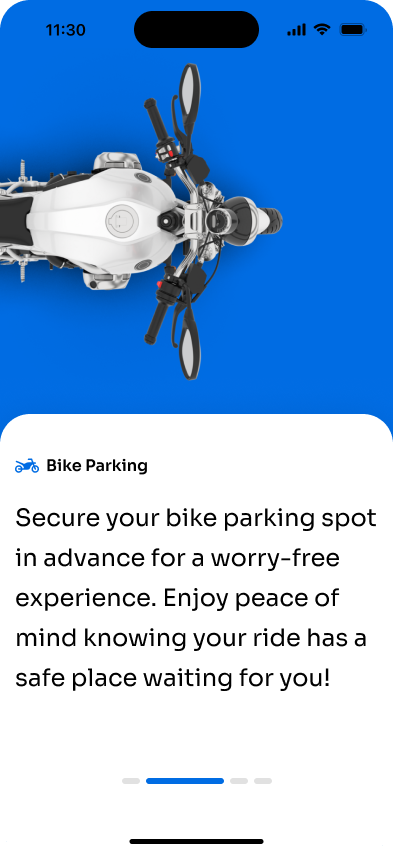 11:30
Bike Parking
Secure your bike parking spot
in advance for a worry-free
experience. Enjoy peace of
mind knowing your ride has a
safe place waiting for you!